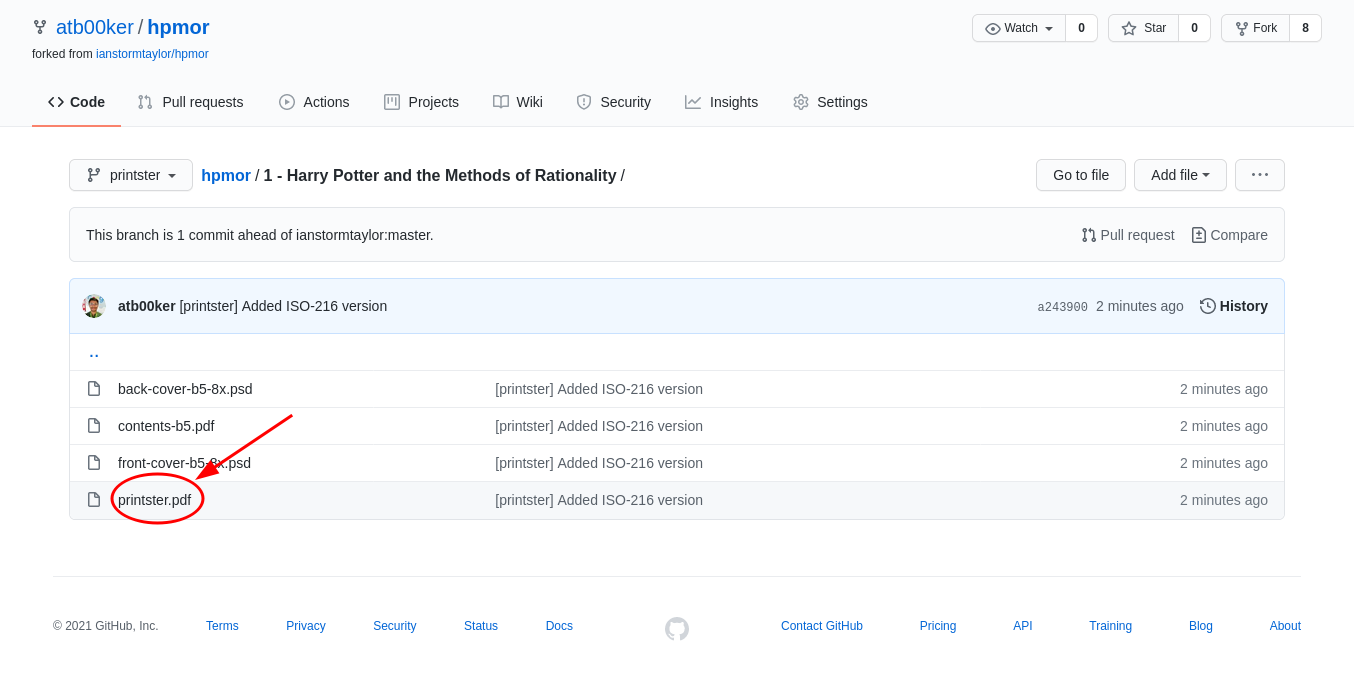 atb00ker / hpmor
Watch 0 Star 0 Fork 8
forked from ianstormtaylor/hpmor
Code Pull requests Actions Projects Wiki Security Insights Settings
printster hpmor / 1 - Harry Potter and the Methods of Rationality / Go to file Add file ...
This branch is 1 commit ahead of ianstormtaylor:master. Pull request Compare
atb00ker [printster] Added ISO-216 version a243900 2 minutes ago History
..
back-cover-b5-8x.psd [printster] Added ISO-216 version 2 minutes ago
contents-b5.pdf [printster] Added ISO-216 version 2 minutes ago
front-cover-b5-8x.psd [printster] Added ISO-216 version 2 minutes ago
printster.pdf [printster] Added ISO-216 version 2 minutes ago
© 2021 GitHub, Inc. Terms Privacy Security Status Docs Contact GitHub Pricing API Training Blog About